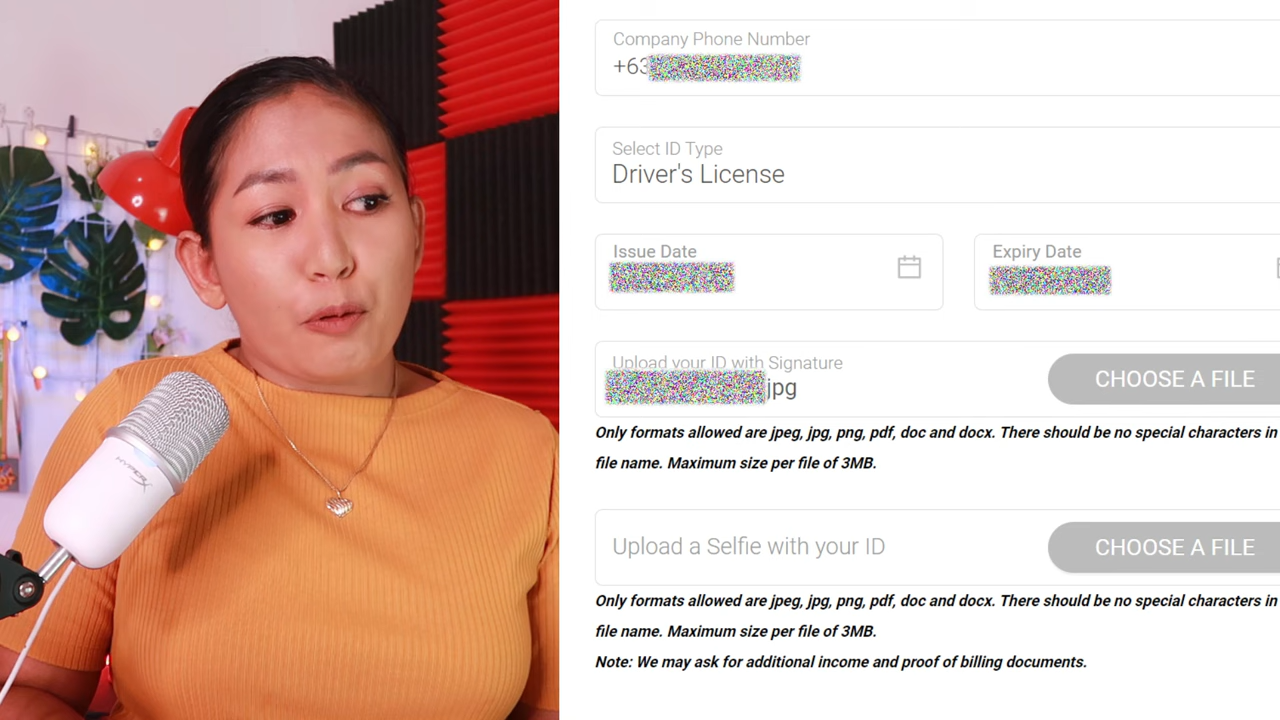 Company Phone Number
+63
Select ID Type
Driver's License
Issue Date
Expiry Date
Upload your ID with Signature
jpg
CHOOSE A FILE
Only formats allowed are jpeg, jpg, png, pdf, doc and docx. There should be no special characters in
file name. Maximum size per file of 3MB.
Upload a Selfie with your ID
CHOOSE A FILE
Only formats allowed are jpeg, jpg, png, pdf, doc and docx. There should be no special characters in
file name. Maximum size per file of 3MB.
Note: We may ask for additional income and proof of billing documents.
HyperX